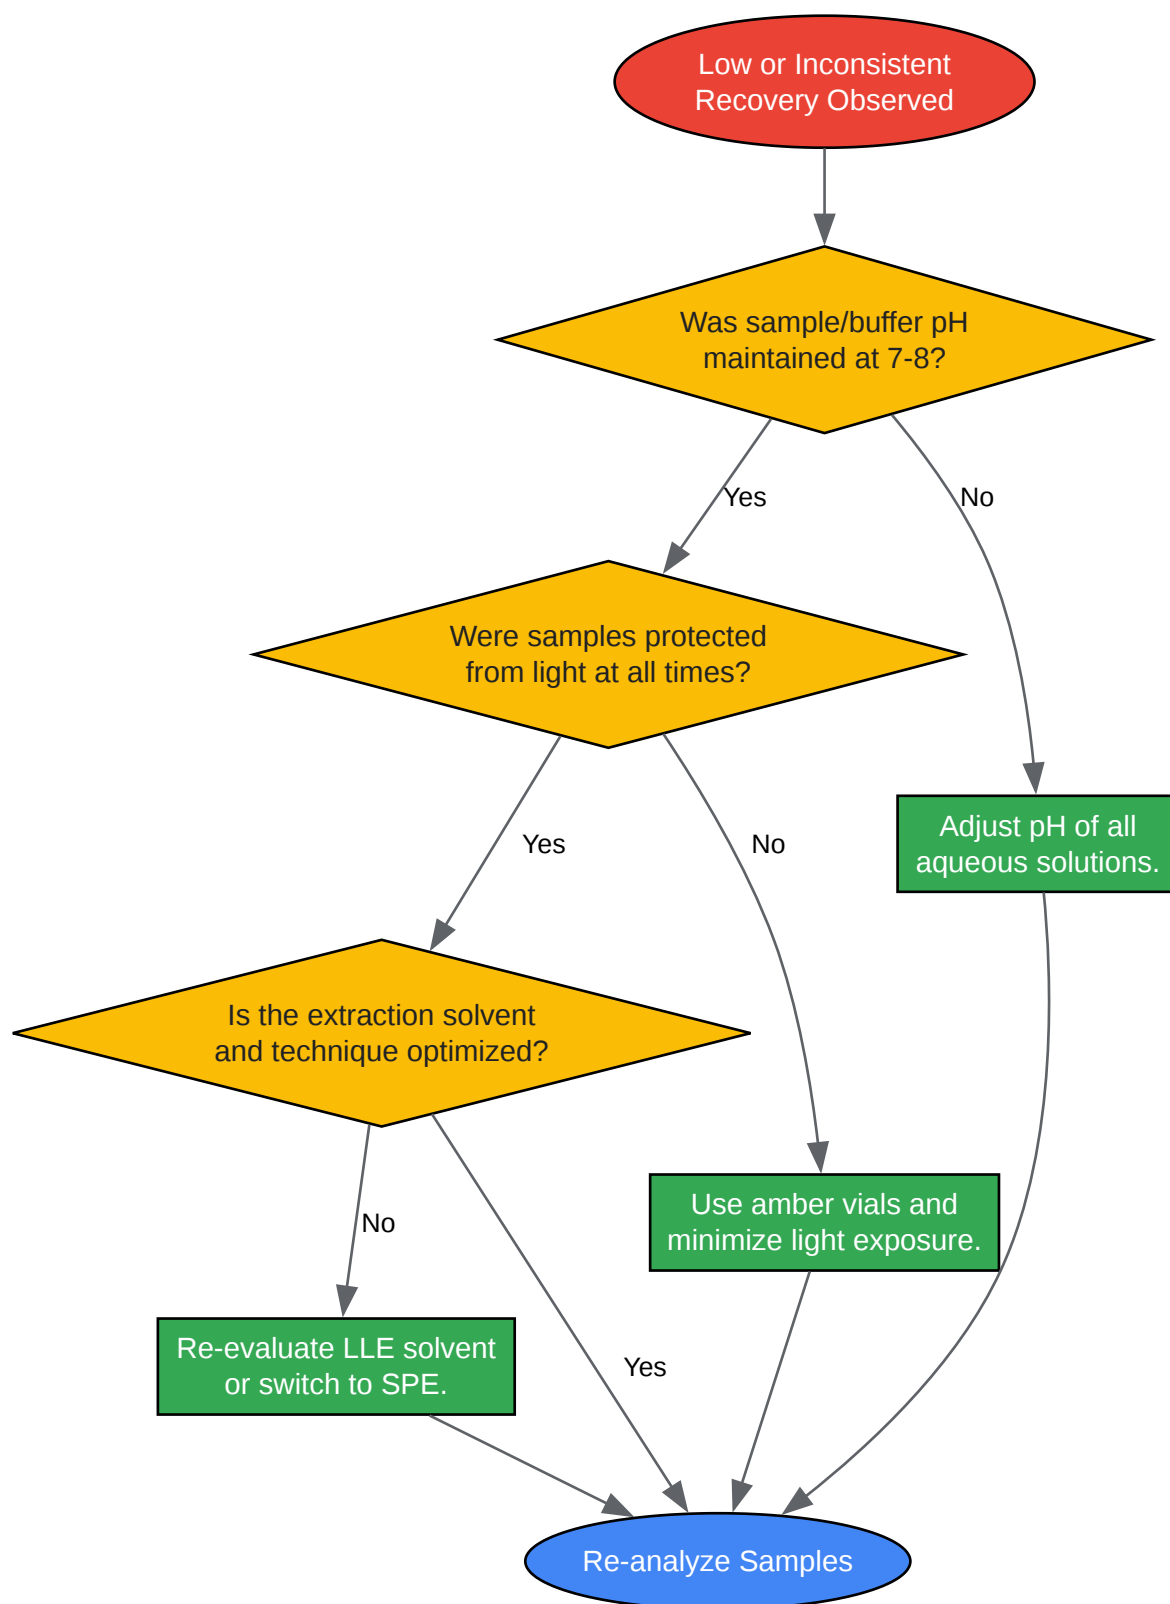 Low or Inconsistent
Recovery Observed
Was sample/buffer pH
maintained at 7-8?
Yes
No
Were samples protected
from light at all times?
Adjust pH of all
aqueous solutions.
Yes
No
Is the extraction solvent
and technique optimized?
Use amber vials and
minimize light exposure.
No
Re-evaluate LLE solvent
or switch to SPE.
Yes
Re-analyze Samples